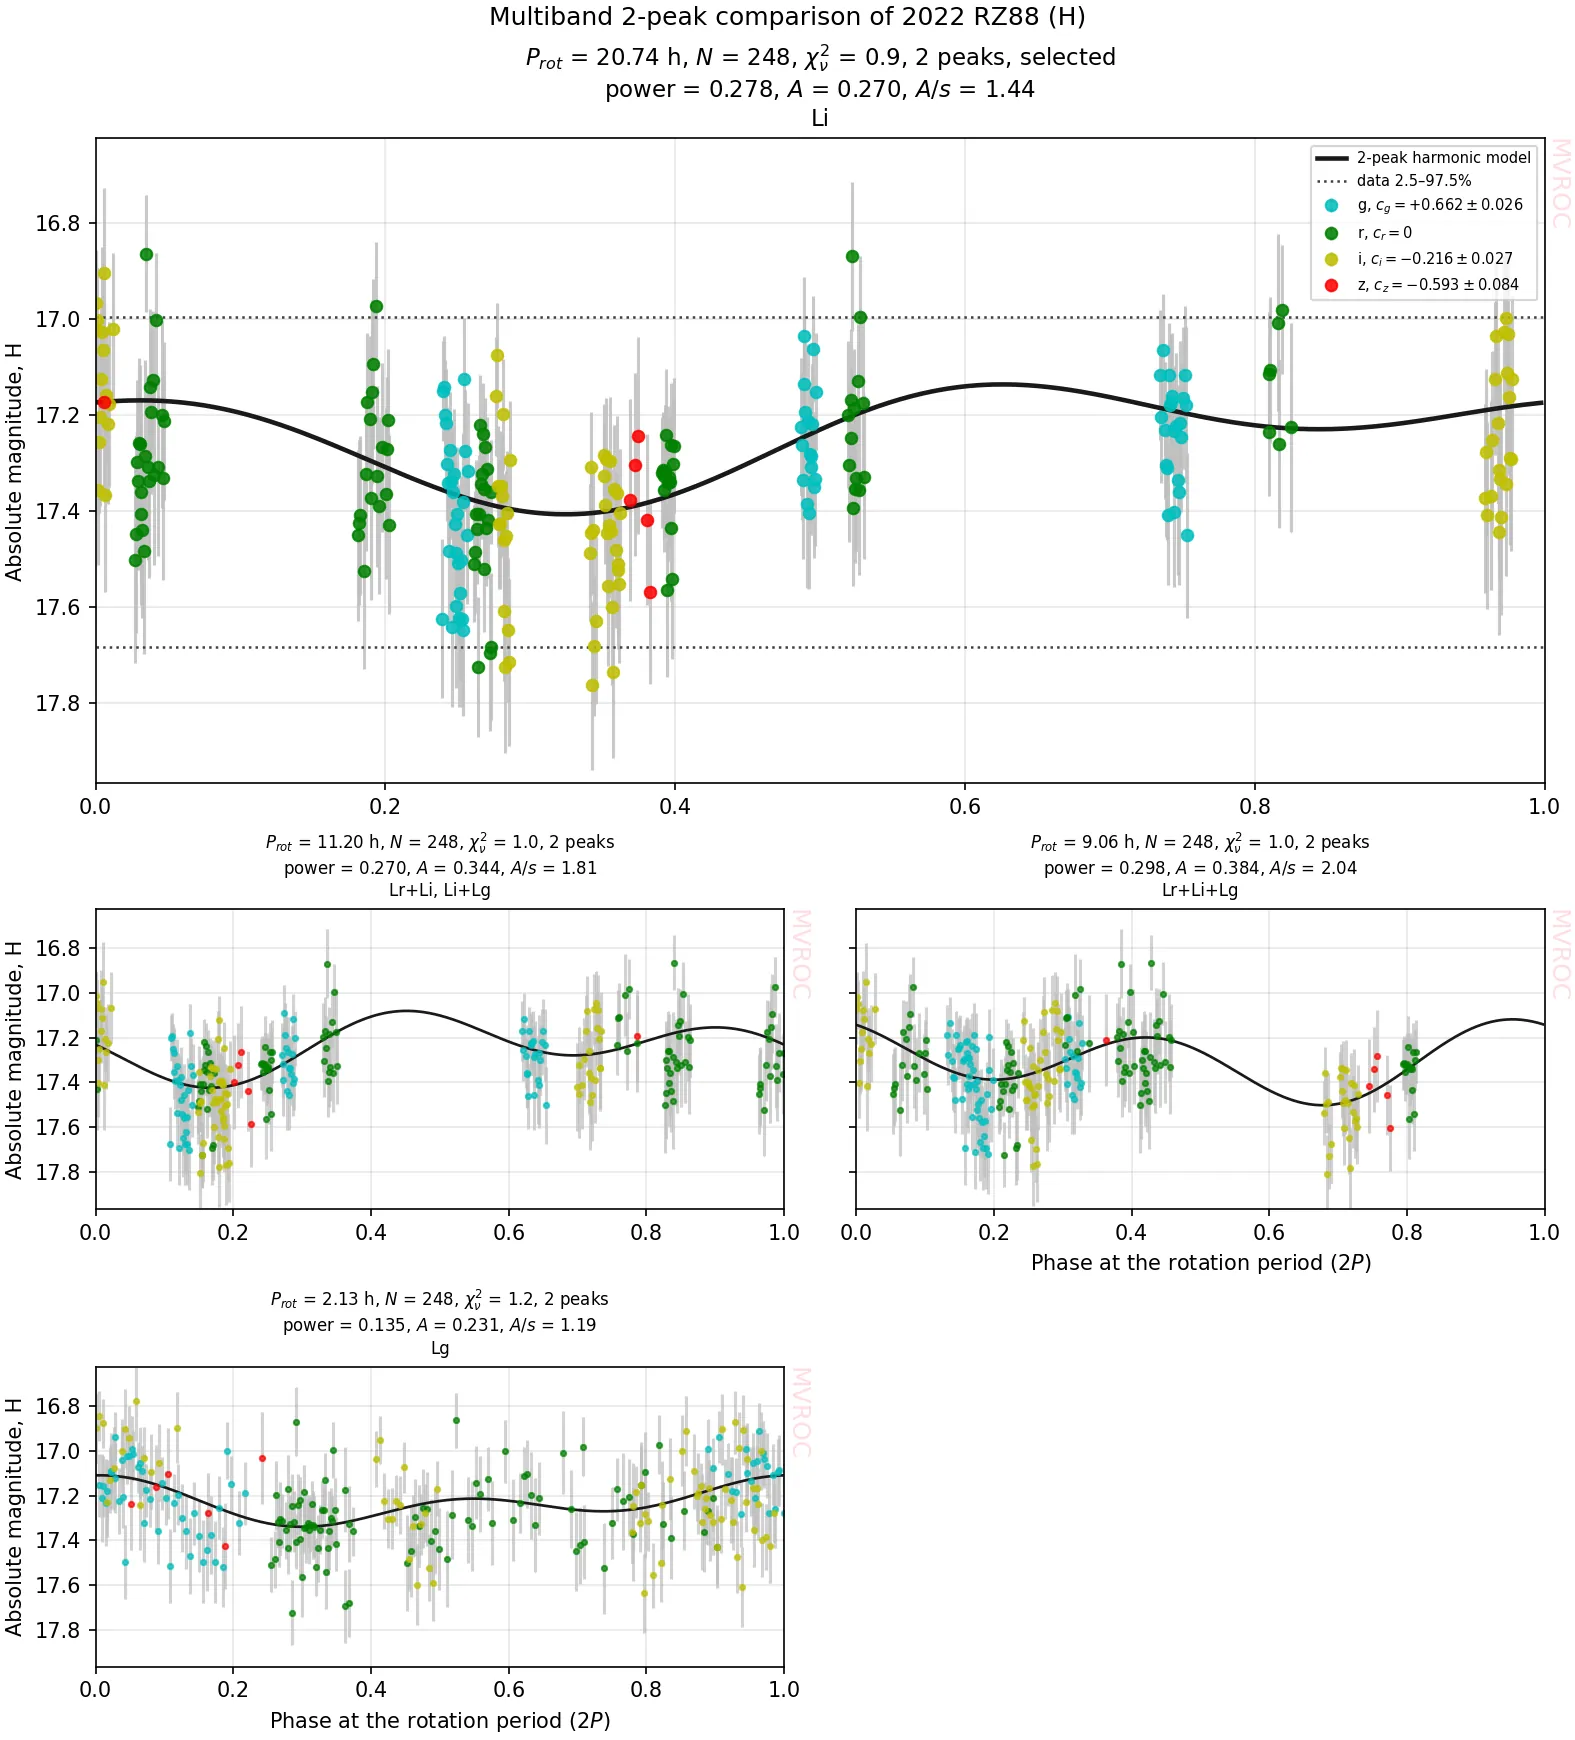 Multiband 2-peak comparison of 2022 RZ88 (H)
P_rot = 20.74 h, N = 248, χ²_ν = 0.9, 2 peaks, selected
power = 0.278, A = 0.270, A/s = 1.44
Li
2-peak harmonic model
data 2.5–97.5%
g, c_g = +0.662 ± 0.026
r, c_r = 0
i, c_i = −0.216 ± 0.027
z, c_z = −0.593 ± 0.084
MVROC
Absolute magnitude, H
16.8
17.0
17.2
17.4
17.6
17.8
0.0 0.2 0.4 0.6 0.8 1.0
P_rot = 11.20 h, N = 248, χ²_ν = 1.0, 2 peaks
power = 0.270, A = 0.344, A/s = 1.81
Lr+Li, Li+Lg
MVROC
Absolute magnitude, H
16.8
17.0
17.2
17.4
17.6
17.8
0.0 0.2 0.4 0.6 0.8 1.0
P_rot = 9.06 h, N = 248, χ²_ν = 1.0, 2 peaks
power = 0.298, A = 0.384, A/s = 2.04
Lr+Li+Lg
MVROC
0.0 0.2 0.4 0.6 0.8 1.0
Phase at the rotation period (2P)
P_rot = 2.13 h, N = 248, χ²_ν = 1.2, 2 peaks
power = 0.135, A = 0.231, A/s = 1.19
Lg
MVROC
Absolute magnitude, H
16.8
17.0
17.2
17.4
17.6
17.8
0.0 0.2 0.4 0.6 0.8 1.0
Phase at the rotation period (2P)